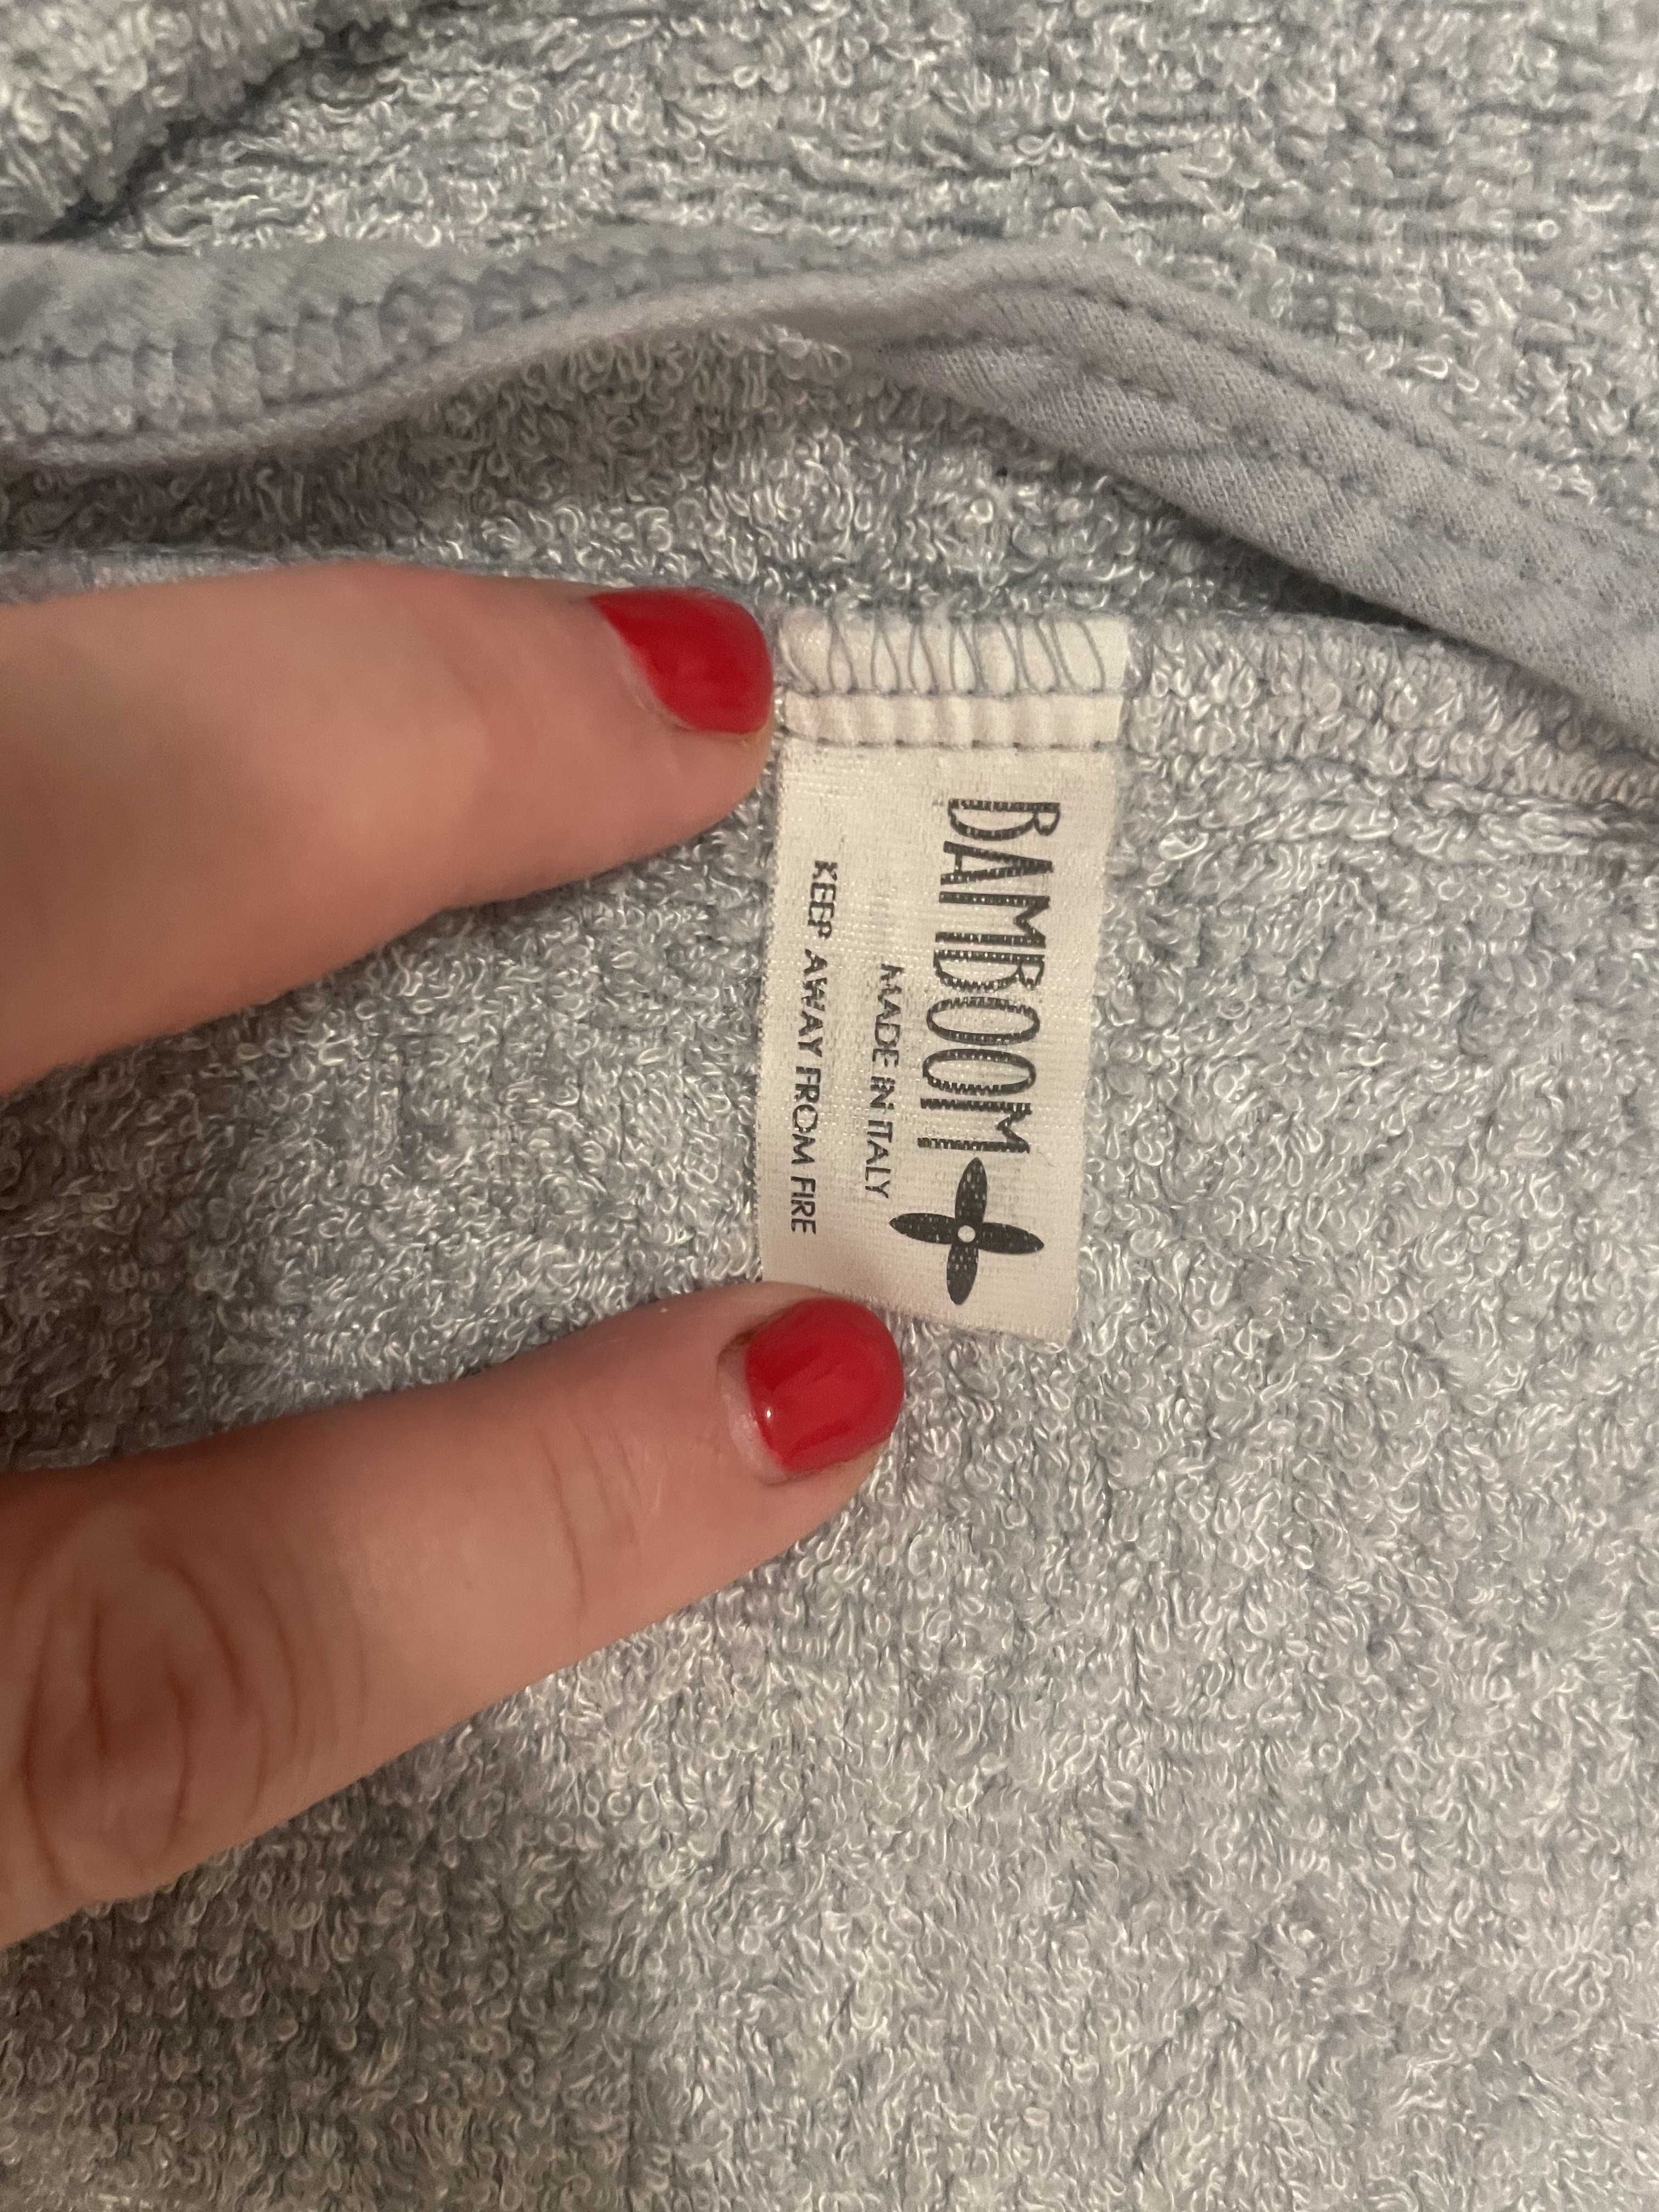 BAMBOOM
MADE IN ITALY
KEEP AWAY FROM FIRE